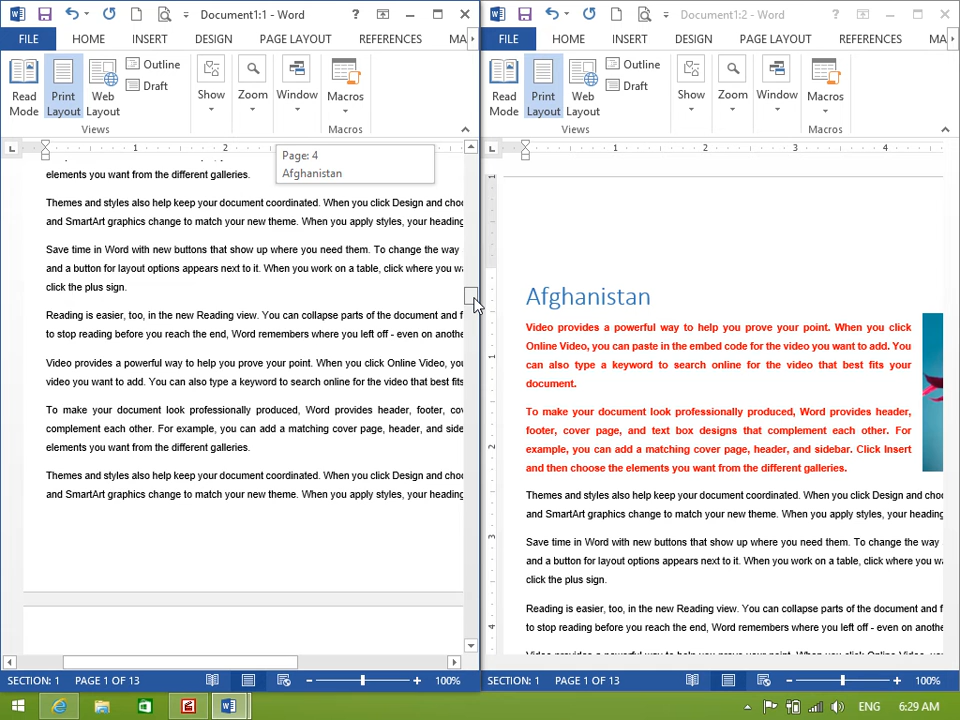 Document1:1 - Word
FILE HOME INSERT DESIGN PAGE LAYOUT REFERENCES MA
Read Mode
Print Layout
Web Layout
Outline
Draft
Show
Zoom
Window
Macros
Views
Macros
1 2
Page: 4
Afghanistan
elements you want from the different galleries.
Themes and styles also help keep your document coordinated. When you click Design and choo
and SmartArt graphics change to match your new theme. When you apply styles, your heading
Save time in Word with new buttons that show up where you need them. To change the way
and a button for layout options appears next to it. When you work on a table, click where you wa
click the plus sign.
Reading is easier, too, in the new Reading view. You can collapse parts of the document and f
to stop reading before you reach the end, Word remembers where you left off - even on anothe
Video provides a powerful way to help you prove your point. When you click Online Video, you
video you want to add. You can also type a keyword to search online for the video that best fits
To make your document look professionally produced, Word provides header, footer, cov
complement each other. For example, you can add a matching cover page, header, and side
elements you want from the different galleries.
Themes and styles also help keep your document coordinated. When you click Design and choo
and SmartArt graphics change to match your new theme. When you apply styles, your heading
SECTION: 1 PAGE 1 OF 13 100%
Document1:2 - Word
FILE HOME INSERT DESIGN PAGE LAYOUT REFERENCES MA
Read Mode
Print Layout
Web Layout
Outline
Draft
Show
Zoom
Window
Macros
Views
Macros
1 2 3 4
1
1
2
3
4
Afghanistan
Video provides a powerful way to help you prove your point. When you click
Online Video, you can paste in the embed code for the video you want to add. You
can also type a keyword to search online for the video that best fits your
document.
To make your document look professionally produced, Word provides header,
footer, cover page, and text box designs that complement each other. For
example, you can add a matching cover page, header, and sidebar. Click Insert
and then choose the elements you want from the different galleries.
Themes and styles also help keep your document coordinated. When you click Design and choo
and SmartArt graphics change to match your new theme. When you apply styles, your heading
Save time in Word with new buttons that show up where you need them. To change the way
and a button for layout options appears next to it. When you work on a table, click where you wa
click the plus sign.
Reading is easier, too, in the new Reading view. You can collapse parts of the document and f
to stop reading before you reach the end, Word remembers where you left off - even on anothe
SECTION: 1 PAGE 1 OF 13 100%
ENG 6:29 AM